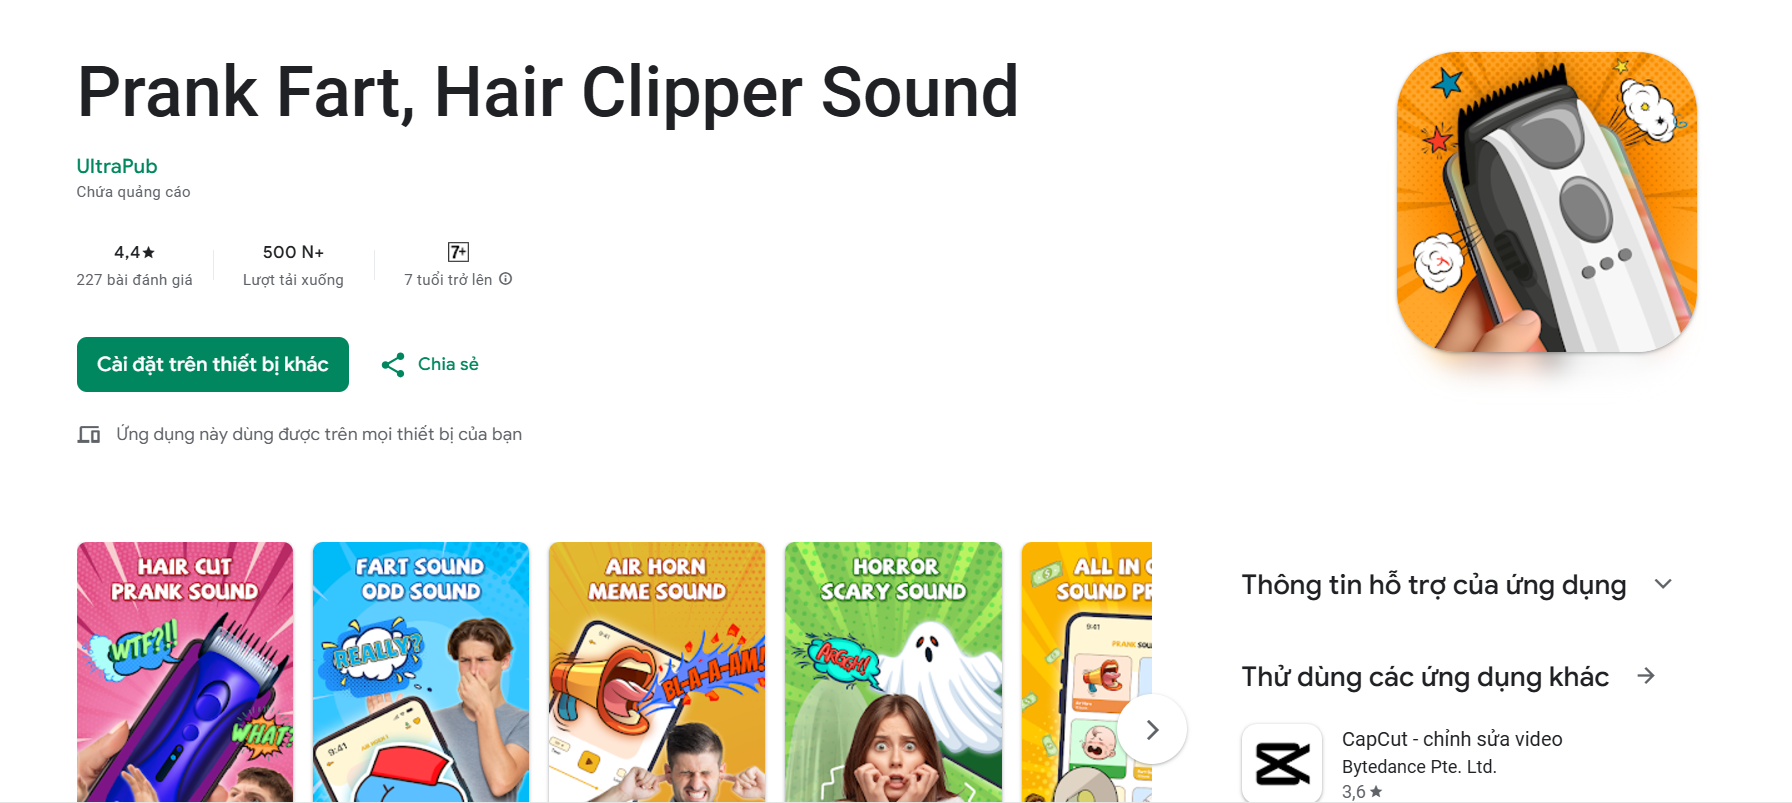 Prank Fart, Hair Clipper Sound
UltraPub
Chứa quảng cáo
4,4★
227 bài đánh giá
500 N+
Lượt tải xuống
7+
7 tuổi trở lên
Cài đặt trên thiết bị khác
Chia sẻ
Ứng dụng này dùng được trên mọi thiết bị của bạn
HAIR CUT
PRANK SOUND
WTF?!!
WHAT?
FART SOUND
ODD SOUND
REALLY?
9:41
AIR HORN
MEME SOUND
9:41
BL-A-A-AM!
HORROR
SCARY SOUND
ARGGH!
ALL IN
SOUND PR
9:41
PRANK SOU
Thông tin hỗ trợ của ứng dụng
Thử dùng các ứng dụng khác
CapCut - chỉnh sửa video
Bytedance Pte. Ltd.
3,6★